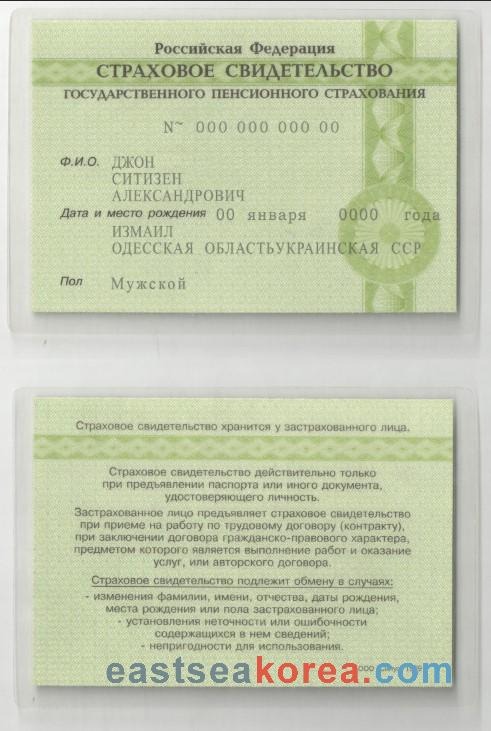 Российская Федерация
СТРАХОВОЕ СВИДЕТЕЛЬСТВО
ГОСУДАРСТВЕННОГО ПЕНСИОННОГО СТРАХОВАНИЯ
N~ 000 000 000 00
Ф.И.О. ДЖОН
СИТИЗЕН
АЛЕКСАНДРОВИЧ
Дата и место рождения 00 января 0000 года
ИЗМАИЛ
ОДЕССКАЯ ОБЛАСТЬУКРАИНСКАЯ ССР
Пол Мужской
Страховое свидетельство хранится у застрахованного лица.
Страховое свидетельство действительно только
при предъявлении паспорта или иного документа,
удостоверяющего личность.
Застрахованное лицо предъявляет страховое свидетельство
при приеме на работу по трудовому договору (контракту),
при заключении договора гражданско-правового характера,
предметом которого является выполнение работ и оказание
услуг, или авторского договора.
Страховое свидетельство подлежит обмену в случаях:
- изменения фамилии, имени, отчества, даты рождения,
места рождения или пола застрахованного лица;
- установления неточности или ошибочности
содержащихся в нем сведений;
- непригодности для использования.
eastseakorea.com